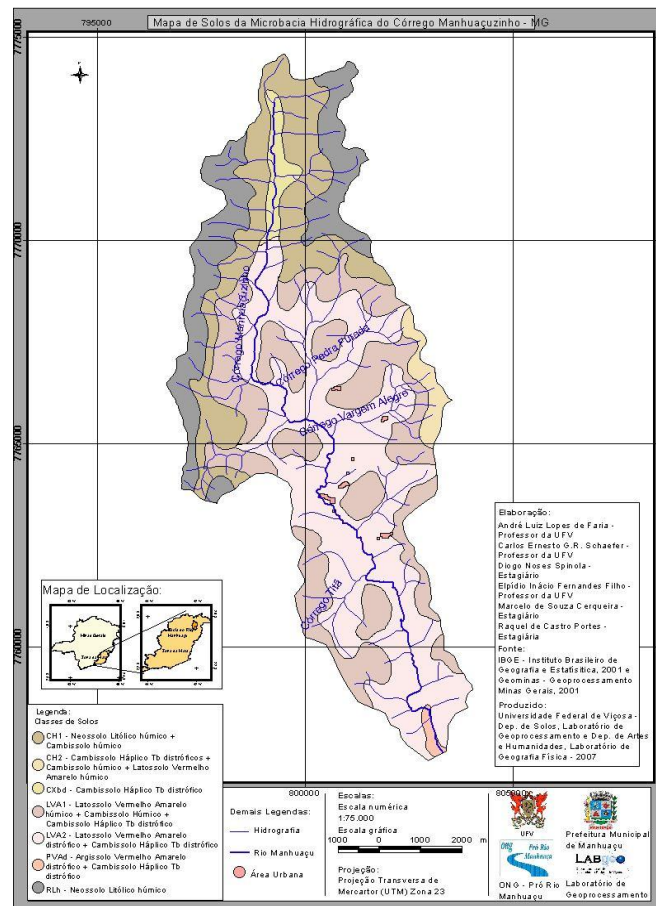 Mapa de Solos da Microbacia Hidrográfica do Córrego Manhuaçuzinho - MG
795000
7775000
7770000
7765000
7760000
Córrego Manhuaçuzinho
Córrego Pedra Furada
Córrego Vargem Alegre
Córrego Titá
Elaboração:
André Luiz Lopes de Faria -
Professor da UFV
Carlos Ernesto G.R. Schaefer -
Professor da UFV
Diogo Noses Spinola -
Estagiário
Elpídio Inácio Fernandes Filho -
Professor da UFV
Marcelo de Souza Cerqueira -
Estagiário
Raquel de Castro Portes -
Estagiária
Fonte:
IBGE - Instituto Brasileiro de
Geografia e Estatísitica, 2001 e
Geominas - Geoprocessamento
Minas Gerais, 2001
Produzido:
Universidade Federal de Viçosa -
Dep. de Solos, Laboratório de
Geoprocessamento e Dep. de Artes
e Humanidades, Laboratório de
Geografia Física - 2007
Mapa de Localização:
Minas Gerais
Legenda:
Classes de Solos
CH1 - Neossolo Litólico húmico +
Cambissolo húmico
CH2 - Cambissolo Háplico Tb distróficos +
Cambissolo húmico + Latossolo Vermelho
Amarelo húmico
CXbd - Cambissolo Háplico Tb distrófico
LVA1 - Latossolo Vermelho Amarelo
húmico + Cambissolo Húmico +
Cambissolo Háplico Tb distrófico
LVA2 - Latossolo Vermelho Amarelo
distrófico + Cambissolo Háplico Tb distrófico
PVAd - Argissolo Vermelho Amarelo
distrófico + Cambissolo Háplico Tb
distrófico
RLh - Neossolo Litólico húmico
Demais Legendas:
Hidrografia
Rio Manhuaçu
Área Urbana
800000
805000
Escalas:
Escala numérica
1:75.000
Escala gráfica
1000 0 1000 2000 m
Projeção:
Projeção Transversa de
Mercartor (UTM) Zona 23
UFV
Prefeitura Municipal
de Manhuaçu
ONG Pró Rio
Manhuaçu
ONG - Pró Rio
Manhuaçu
LABgeo
Laboratório de
Geoprocessamento